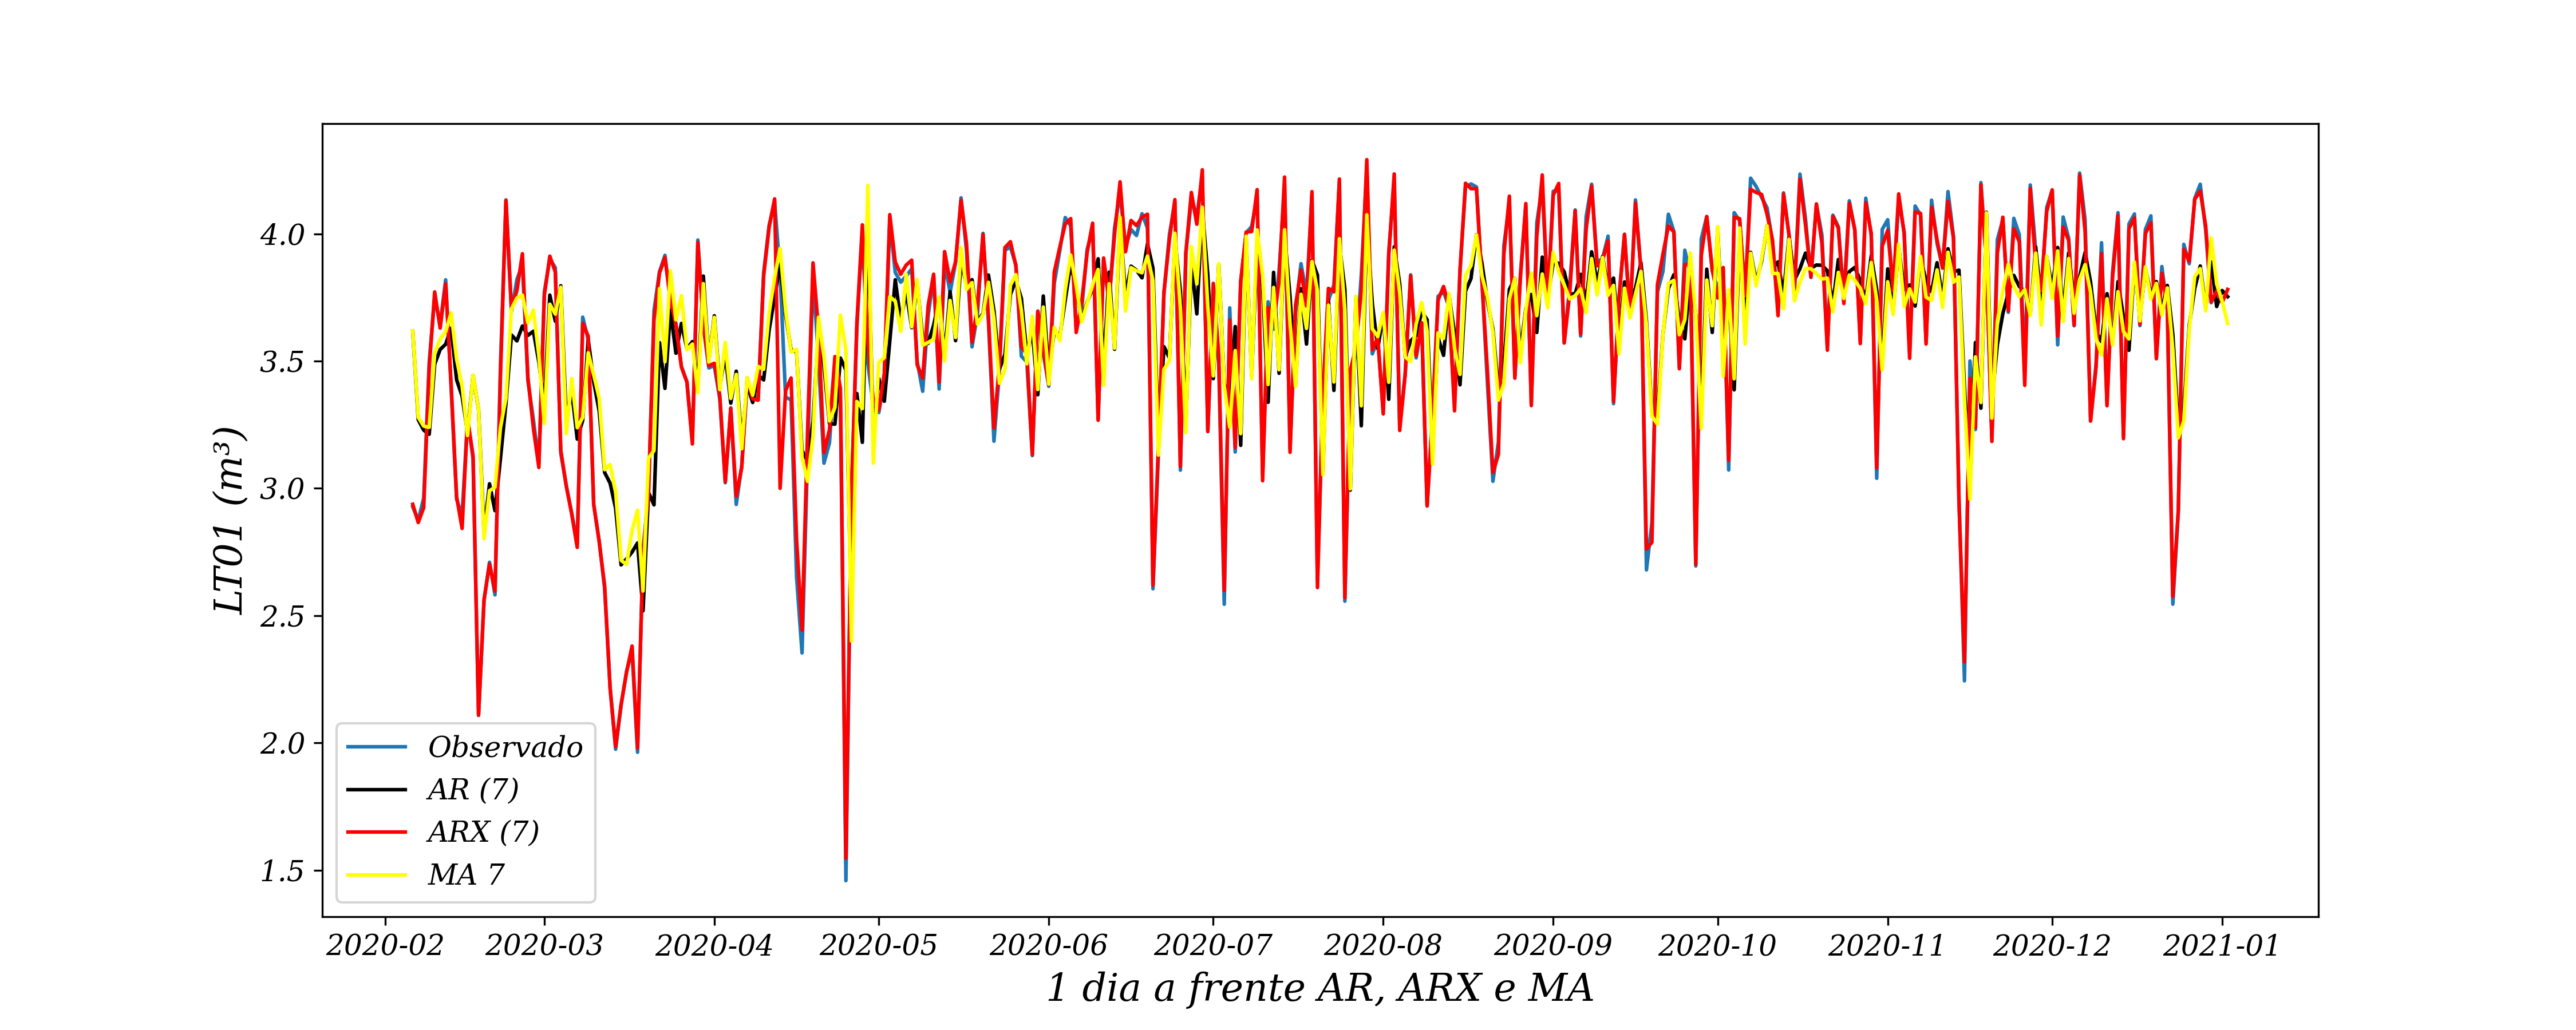 4.0
3.5
3.0
2.5
2.0
1.5
LT01 (m³)
Observado
AR (7)
ARX (7)
MA 7
2020-02 2020-03 2020-04 2020-05 2020-06 2020-07 2020-08 2020-09 2020-10 2020-11 2020-12 2021-01
1 dia a frente AR, ARX e MA